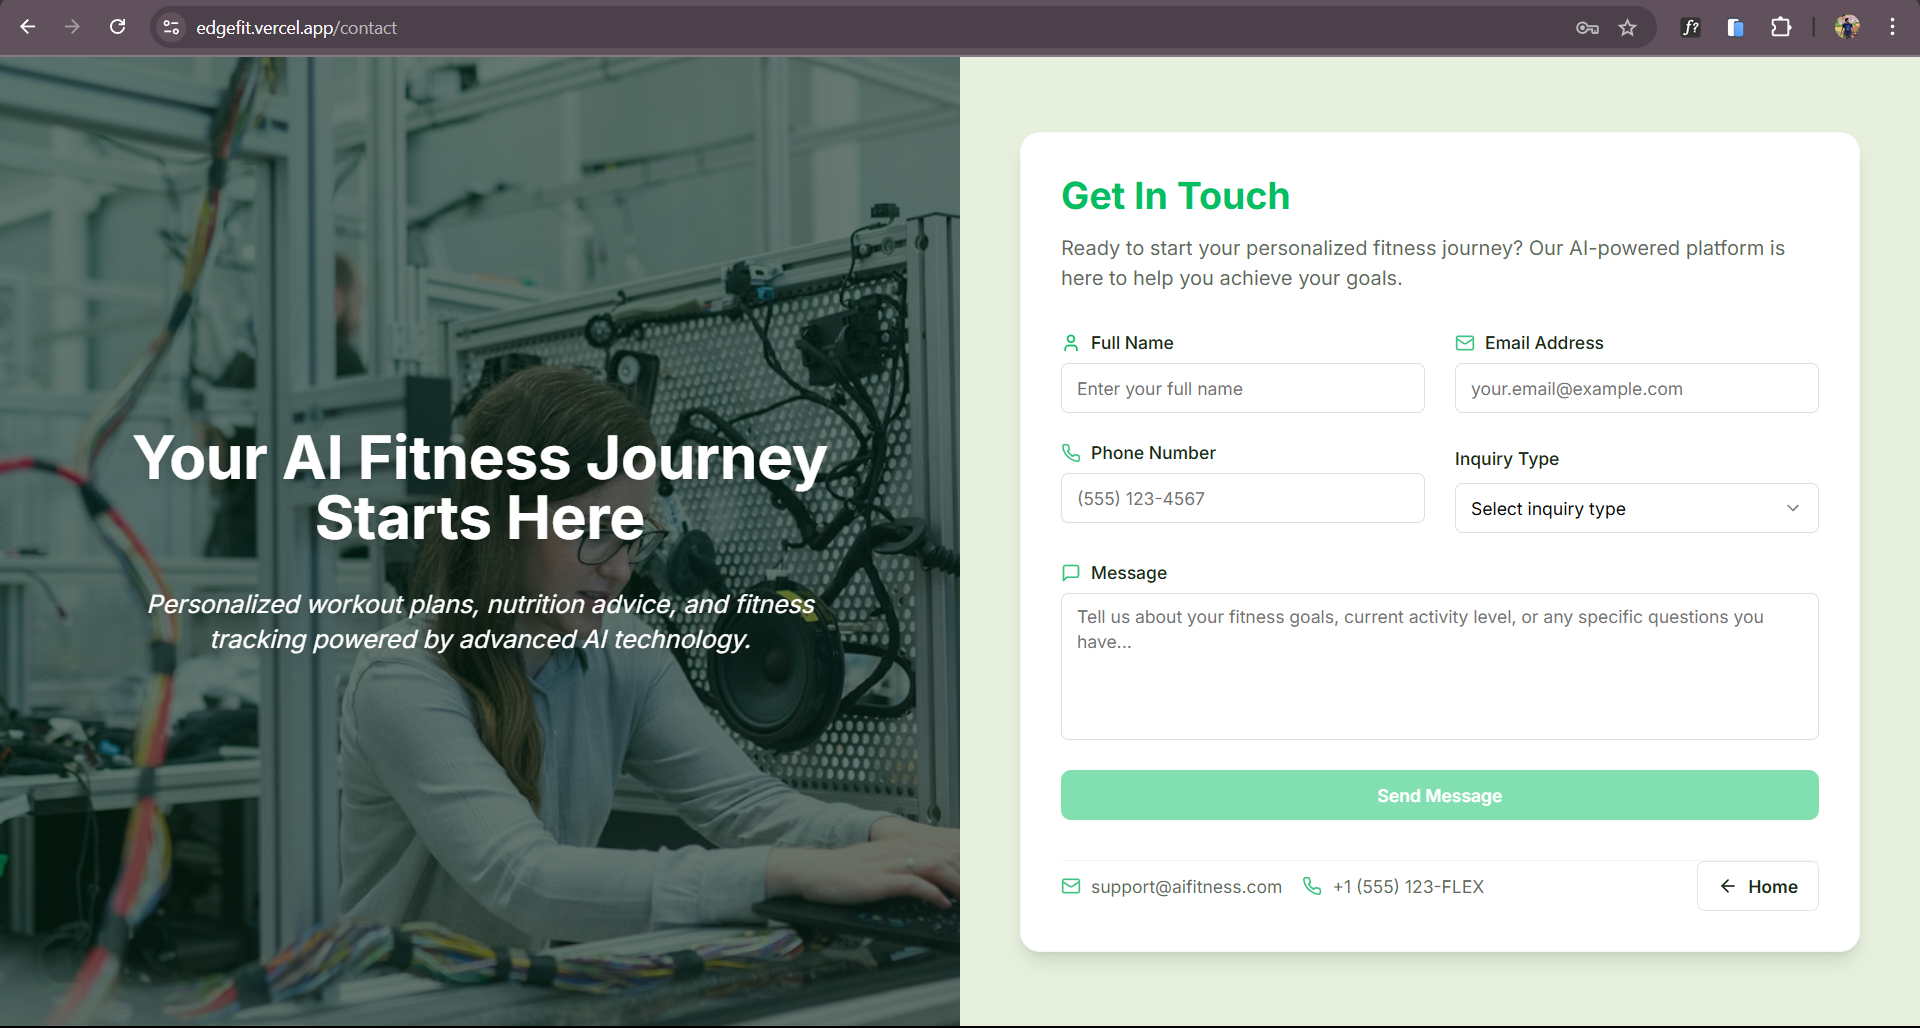 edgefit.vercel.app/contact
f?
Your AI Fitness Journey
Starts Here
Personalized workout plans, nutrition advice, and fitness
tracking powered by advanced AI technology.
Get In Touch
Ready to start your personalized fitness journey? Our AI-powered platform is
here to help you achieve your goals.
Full Name
Enter your full name
Email Address
your.email@example.com
Phone Number
(555) 123-4567
Inquiry Type
Select inquiry type
Message
Tell us about your fitness goals, current activity level, or any specific questions you
have...
Send Message
support@aifitness.com
+1 (555) 123-FLEX
Home